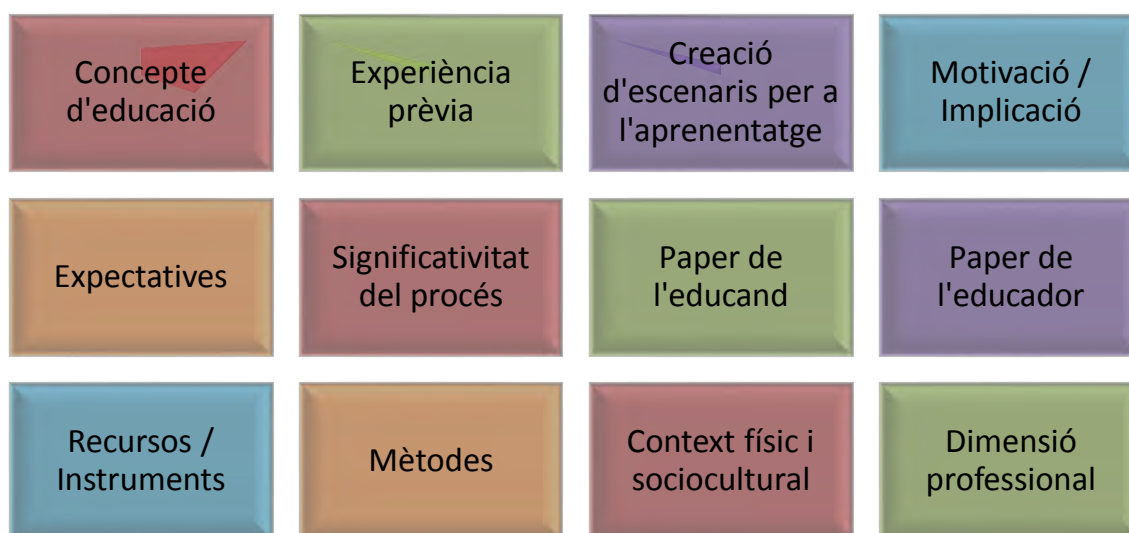 Concepte
d'educació
Experiència
prèvia
Creació
d'escenaris per a
l'aprenentatge
Motivació /
Implicació
Expectatives
Significativitat
del procés
Paper de
l'educand
Paper de
l'educador
Recursos /
Instruments
Mètodes
Context físic i
sociocultural
Dimensió
professional